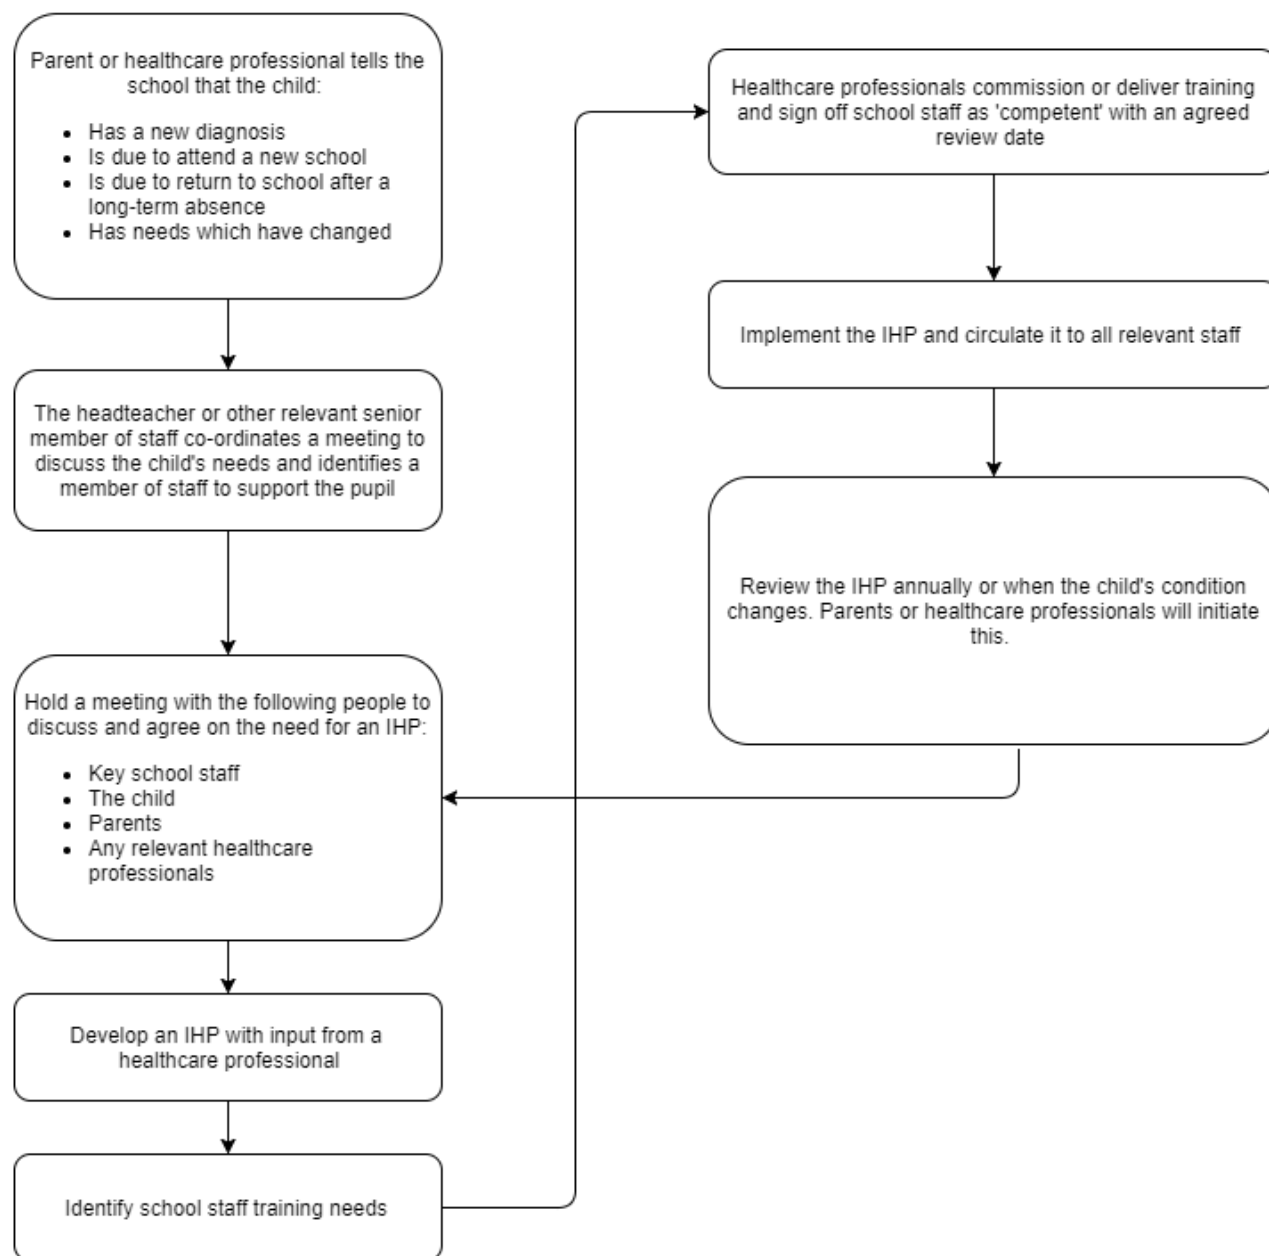 Parent or healthcare professional tells the
school that the child:
• Has a new diagnosis
• Is due to attend a new school
• Is due to return to school after a
long-term absence
• Has needs which have changed
The headteacher or other relevant senior
member of staff co-ordinates a meeting to
discuss the child's needs and identifies a
member of staff to support the pupil
Hold a meeting with the following people to
discuss and agree on the need for an IHP:
• Key school staff
• The child
• Parents
• Any relevant healthcare
professionals
Develop an IHP with input from a
healthcare professional
Identify school staff training needs
Healthcare professionals commission or deliver training
and sign off school staff as 'competent' with an agreed
review date
Implement the IHP and circulate it to all relevant staff
Review the IHP annually or when the child's condition
changes. Parents or healthcare professionals will initiate
this.